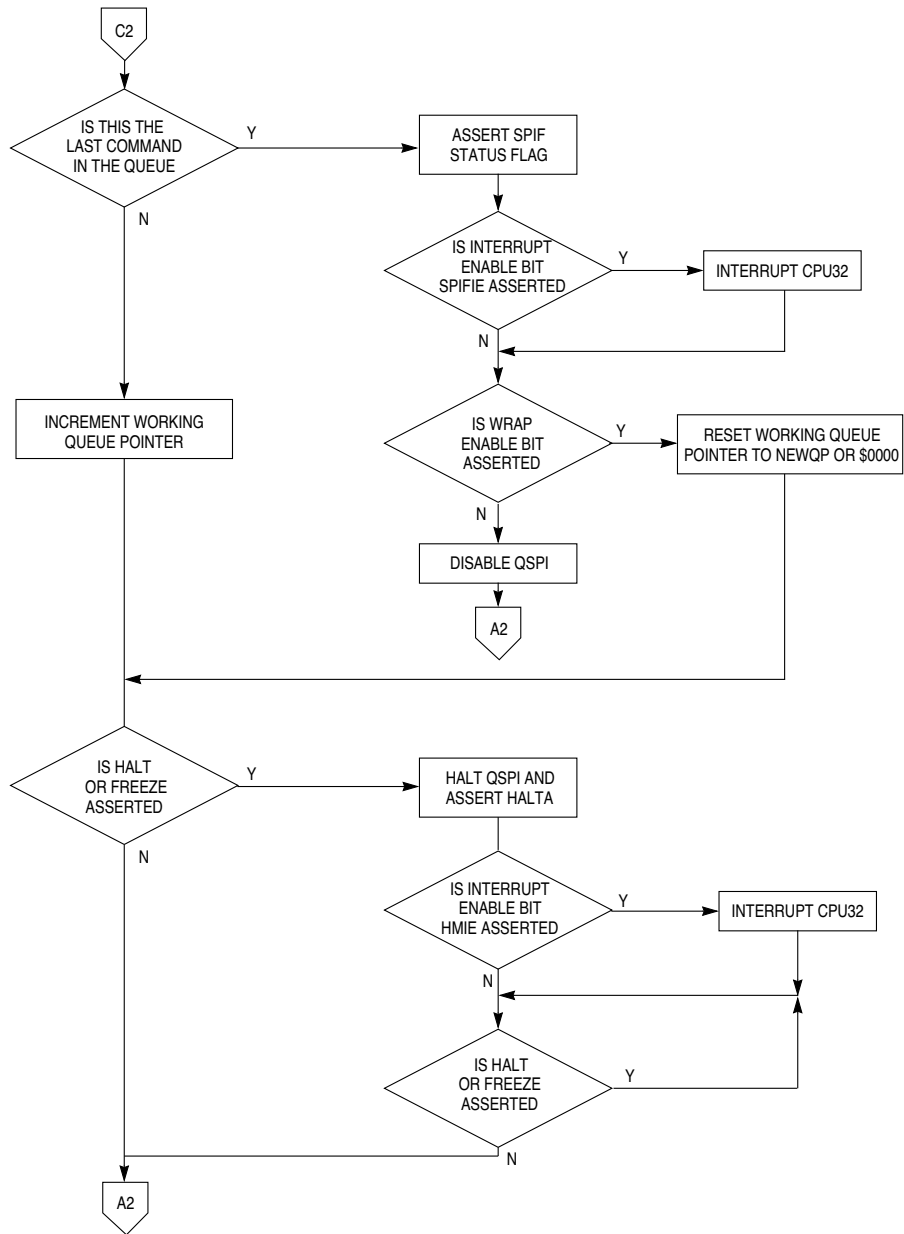 C2
IS THIS THE
LAST COMMAND
IN THE QUEUE
Y
N
ASSERT SPIF
STATUS FLAG
IS INTERRUPT
ENABLE BIT
SPIFIE ASSERTED
Y
INTERRUPT CPU32
N
INCREMENT WORKING
QUEUE POINTER
IS WRAP
ENABLE BIT
ASSERTED
Y
RESET WORKING QUEUE
POINTER TO NEWQP OR $0000
N
DISABLE QSPI
A2
IS HALT
OR FREEZE
ASSERTED
Y
N
HALT QSPI AND
ASSERT HALTA
IS INTERRUPT
ENABLE BIT
HMIE ASSERTED
Y
INTERRUPT CPU32
N
IS HALT
OR FREEZE
ASSERTED
Y
N
A2